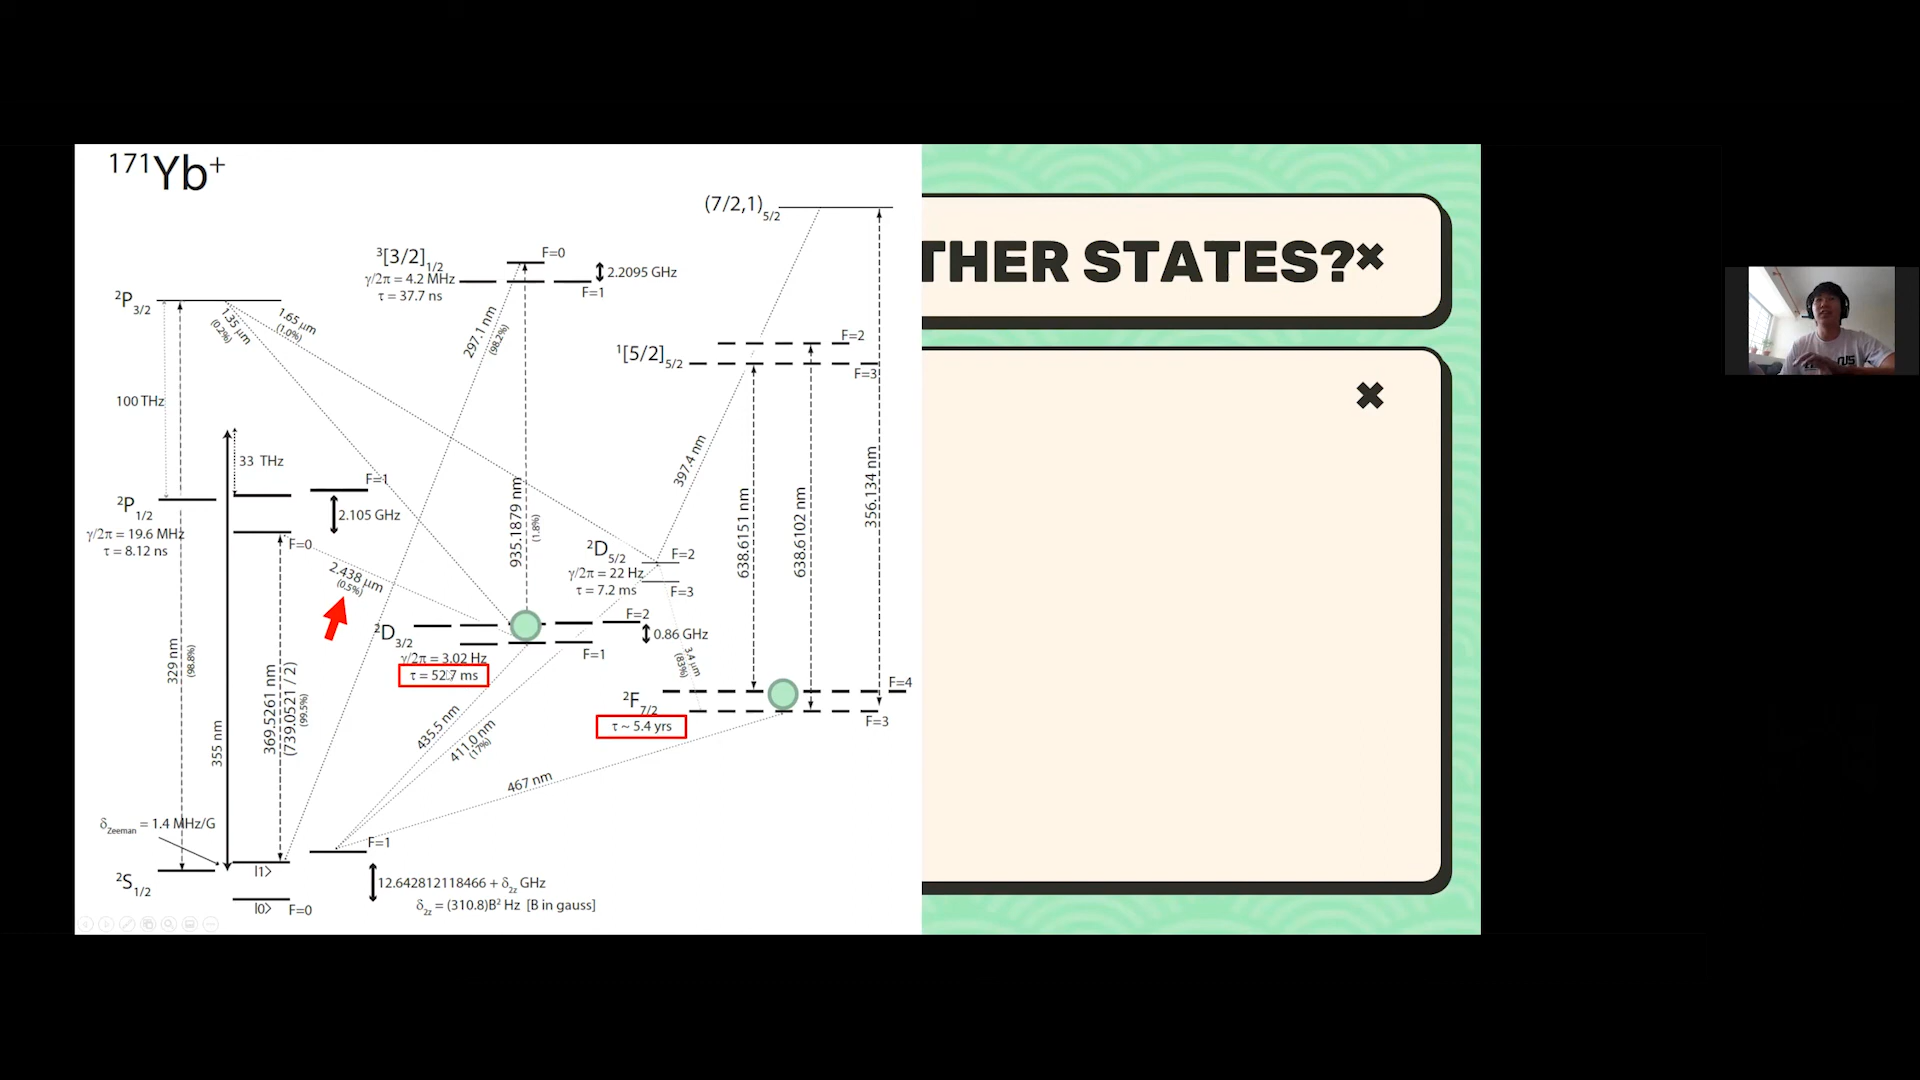 ¹⁷¹Yb⁺
(7/2,1)₅/₂
³[3/2]₁/₂
γ/2π = 4.2 MHz
τ = 37.7 ns
F=0
2.2095 GHz
F=1
THER STATES?
²P₃/₂
1.35 μm
(0.2%)
1.65 μm
(1.0%)
297.1 nm
(98.2%)
¹[5/2]₅/₂
F=2
F=3
100 THz
33 THz
F=1
2.105 GHz
²P₁/₂
γ/2π = 19.6 MHz
τ = 8.12 ns
F=0
2.438 μm
(0.5%)
935.1879 nm
(1.8%)
397.4 nm
638.6151 nm
638.6102 nm
356.134 nm
²D₅/₂
γ/2π = 22 Hz
τ = 7.2 ms
F=2
F=3
²D₃/₂
γ/2π = 3.02 Hz
τ = 52.7 ms
F=2
0.86 GHz
F=1
3.4 μm
(83%)
²F₇/₂
τ ~ 5.4 yrs
F=4
F=3
329 nm
(98.8%)
355 nm
369.5261 nm
(739.0521 / 2)
(99.5%)
435.5 nm
411.0 nm
(17%)
467 nm
δ_Zeeman = 1.4 MHz/G
²S₁/₂
|1>
|0>
F=0
F=1
12.642812118466 + δ₂z GHz
δ₂z = (310.8)B² Hz [B in gauss]